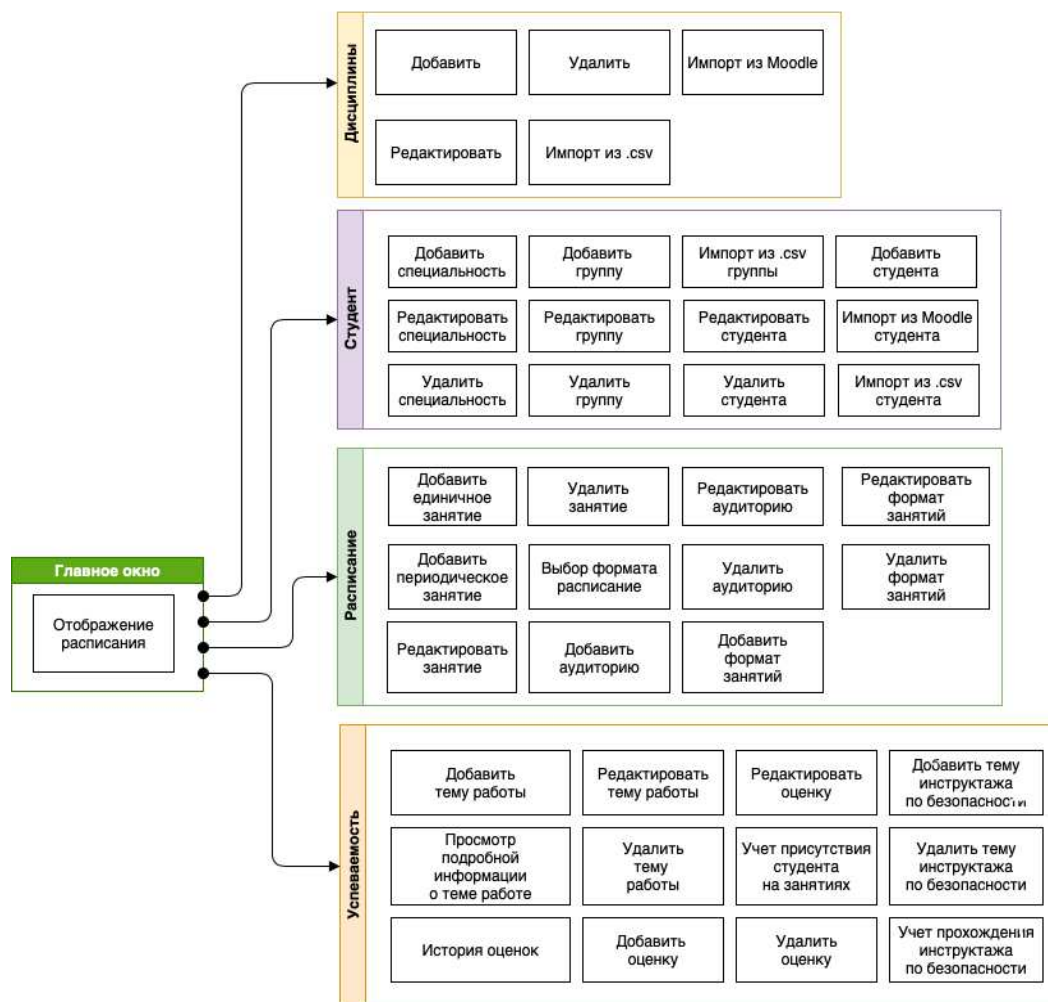 Дисциплины
Добавить
Удалить
Импорт из Moodle
Редактировать
Импорт из .csv
Студент
Добавить
специальность
Добавить
группу
Импорт из .csv
группы
Добавить
студента
Редактировать
специальность
Редактировать
группу
Редактировать
студента
Импорт из Moodle
студента
Удалить
специальность
Удалить
группу
Удалить
студента
Импорт из .csv
студента
Главное окно
Отображение
расписания
Расписание
Добавить
единичное
занятие
Удалить
занятие
Редактировать
аудиторию
Редактировать
формат
занятий
Добавить
периодическое
занятие
Выбор формата
расписание
Удалить
аудиторию
Удалить
формат
занятий
Редактировать
занятие
Добавить
аудиторию
Добавить
формат
занятий
Успеваемость
Добавить
тему работы
Редактировать
тему работы
Редактировать
оценку
Добавить тему
инструктажа
по безопасности
Просмотр
подробной
информации
о теме работе
Удалить
тему
работы
Учет присутствия
студента
на занятиях
Удалить тему
инструктажа
по безопасности
История оценок
Добавить
оценку
Удалить
оценку
Учет прохождения
инструктажа
по безопасности